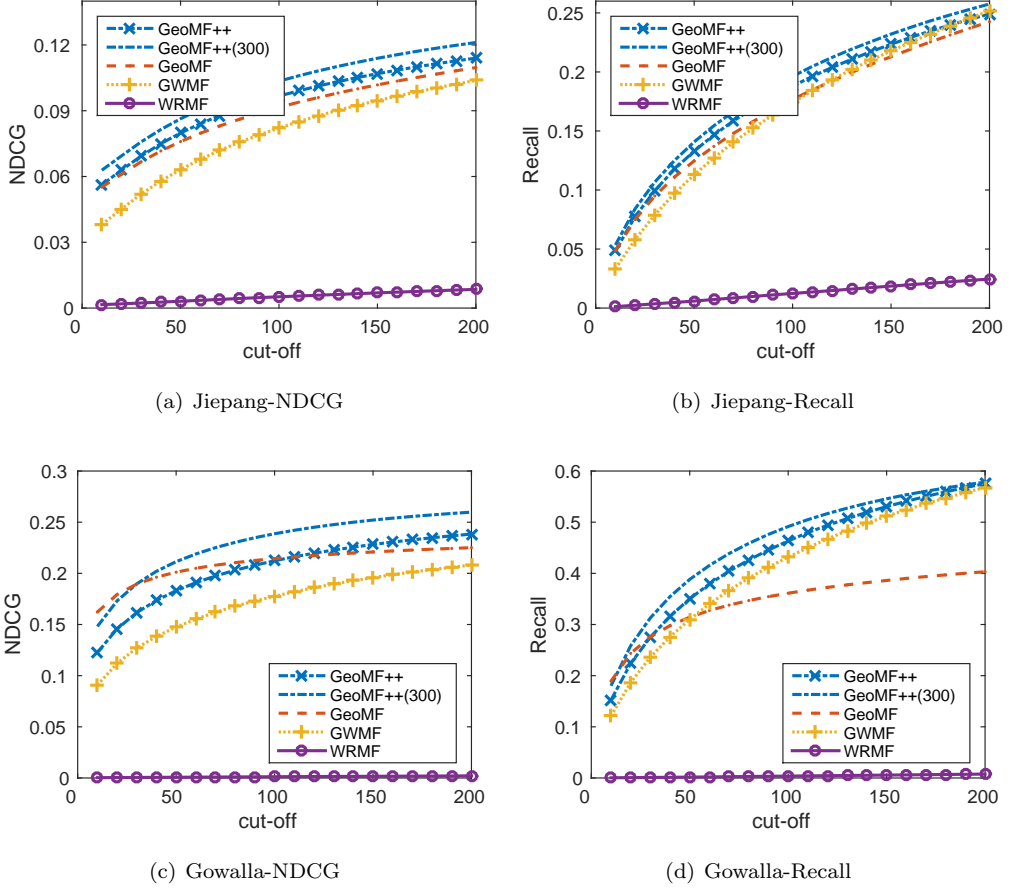 NDCG
0.12
0.09
0.06
0.03
0
GeoMF++
GeoMF++(300)
GeoMF
GWMF
WRMF
0
50
100
150
200
cut-off
(a) Jiepang-NDCG
Recall
0.25
0.2
0.15
0.1
0.05
0
GeoMF++
GeoMF++(300)
GeoMF
GWMF
WRMF
0
50
100
150
200
cut-off
(b) Jiepang-Recall
NDCG
0.3
0.25
0.2
0.15
0.1
0.05
0
GeoMF++
GeoMF++(300)
GeoMF
GWMF
WRMF
0
50
100
150
200
cut-off
(c) Gowalla-NDCG
Recall
0.6
0.5
0.4
0.3
0.2
0.1
0
GeoMF++
GeoMF++(300)
GeoMF
GWMF
WRMF
0
50
100
150
200
cut-off
(d) Gowalla-Recall